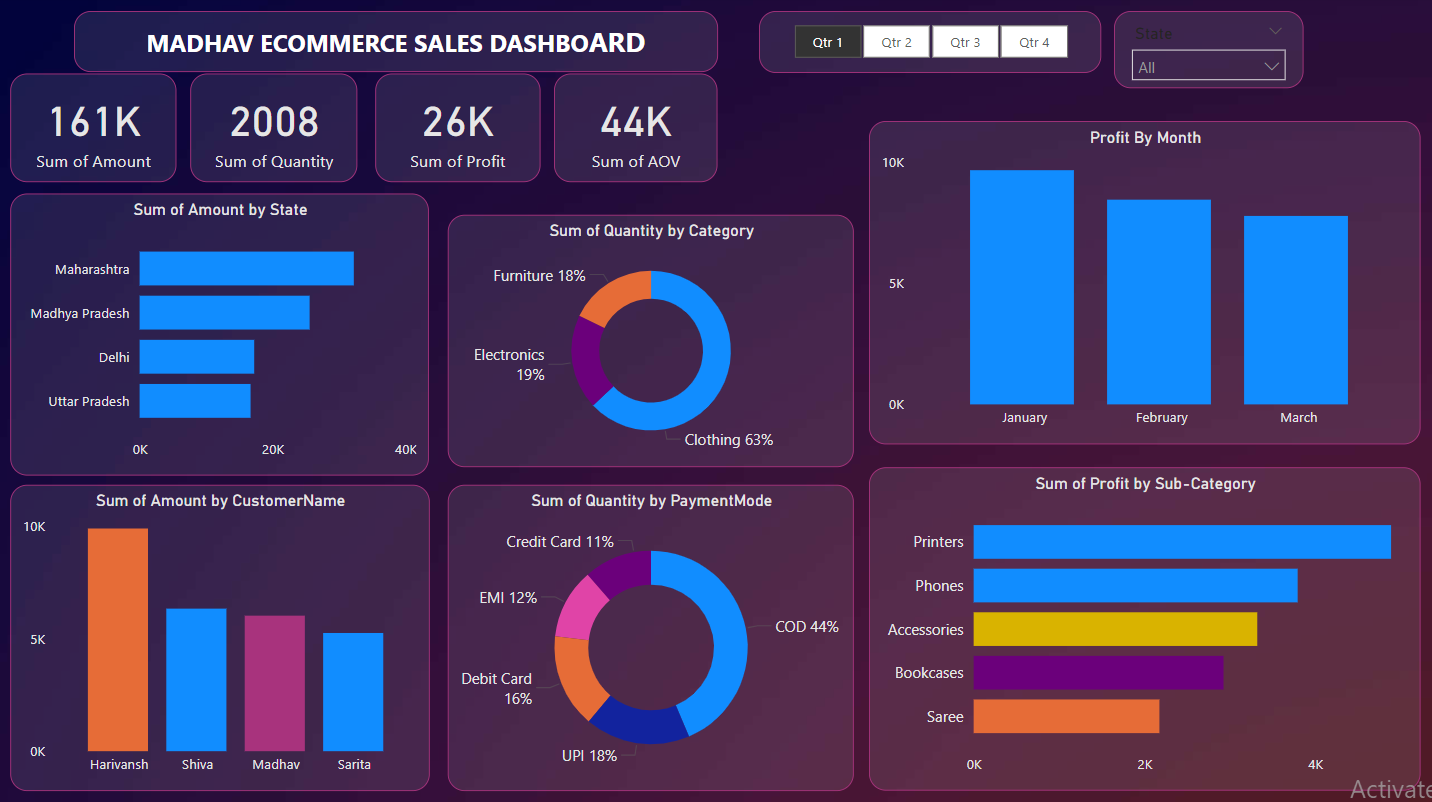 MADHAV ECOMMERCE SALES DASHBOARD
Qtr 1
Qtr 2
Qtr 3
Qtr 4
State
All
161K
Sum of Amount
2008
Sum of Quantity
26K
Sum of Profit
44K
Sum of AOV
Profit By Month
10K
5K
0K
January
February
March
Sum of Amount by State
Maharashtra
Madhya Pradesh
Delhi
Uttar Pradesh
0K
20K
40K
Sum of Quantity by Category
Furniture 18%
Electronics
19%
Clothing 63%
Sum of Amount by CustomerName
10K
5K
0K
Harivansh
Shiva
Madhav
Sarita
Sum of Quantity by PaymentMode
Credit Card 11%
EMI 12%
COD 44%
Debit Card
16%
UPI 18%
Sum of Profit by Sub-Category
Printers
Phones
Accessories
Bookcases
Saree
0K
2K
4K
Activate